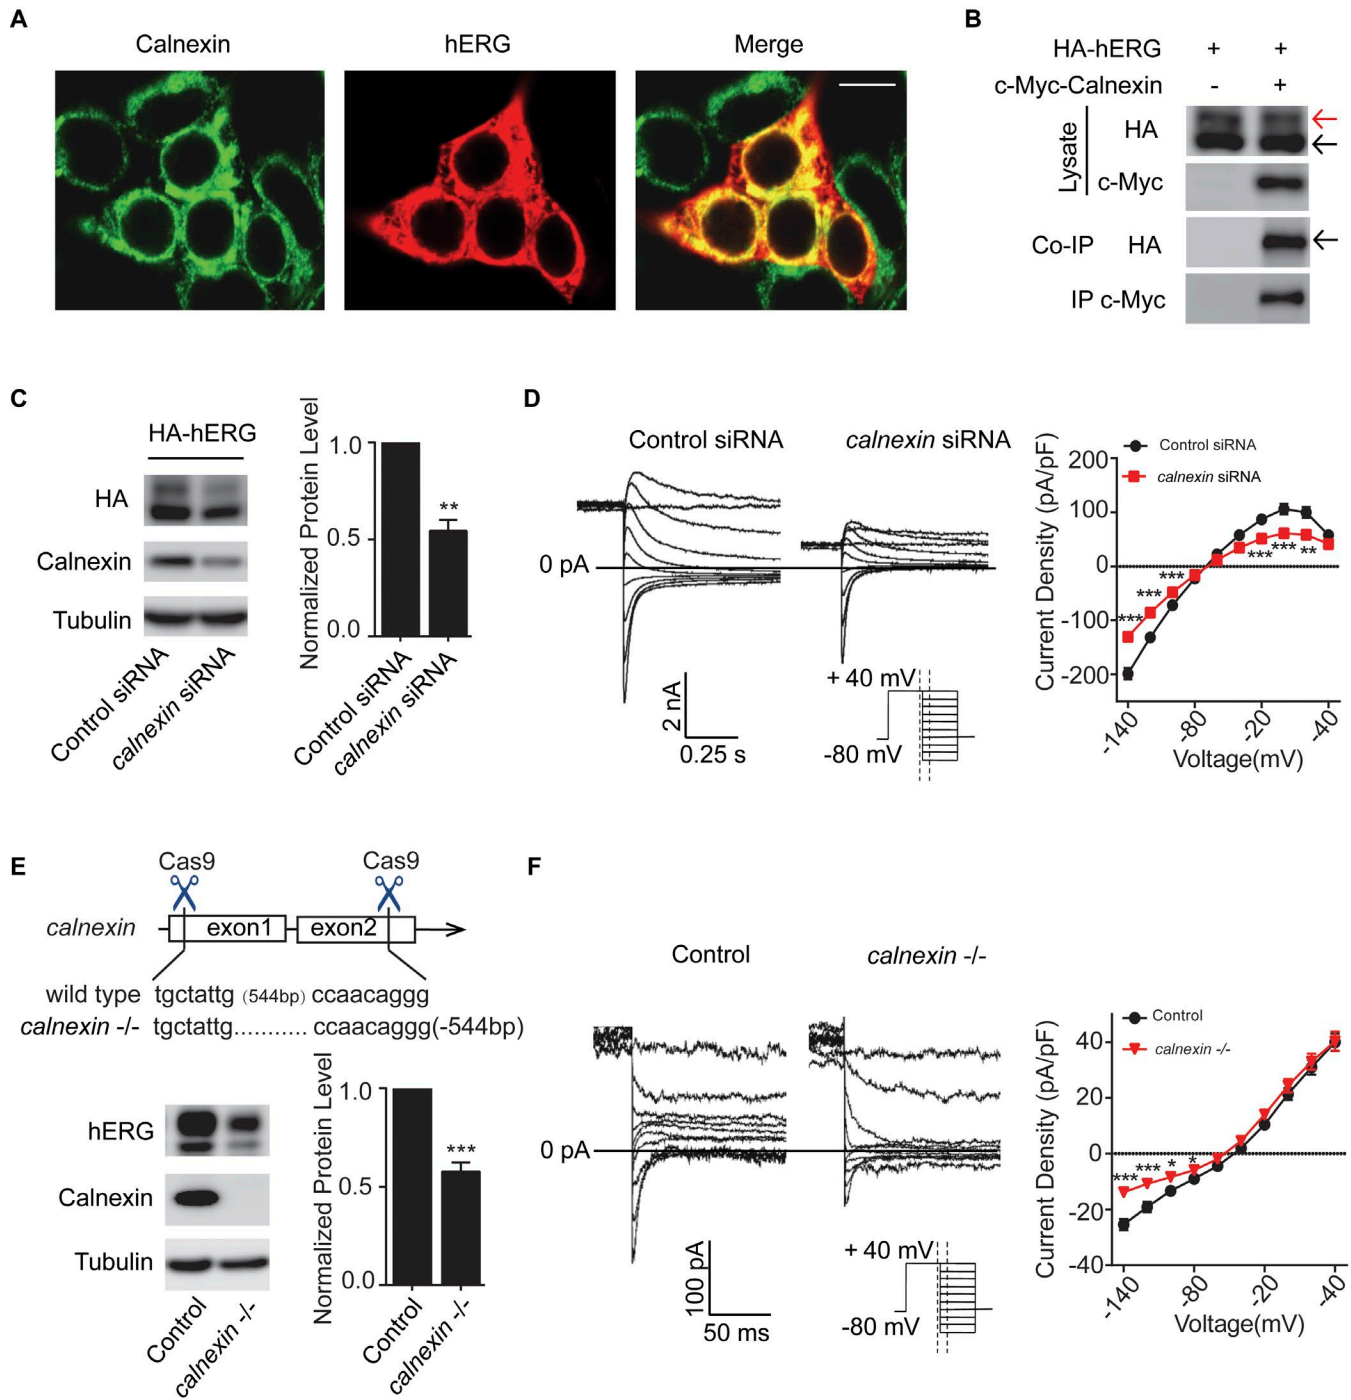 A
Calnexin
hERG
Merge
B
HA-hERG + +
c-Myc-Calnexin - +
Lysate
HA
c-Myc
Co-IP HA
IP c-Myc
C
HA-hERG
HA
Calnexin
Tubulin
Control siRNA
calnexin siRNA
Normalized Protein Level
1.0
0.5
0.0
**
Control siRNA
calnexin siRNA
D
Control siRNA
calnexin siRNA
0 pA
2 nA
0.25 s
+ 40 mV
-80 mV
Control siRNA
calnexin siRNA
Current Density (pA/pF)
200
100
0
-100
-200
***
***
***
***
***
**
-140
-80
-20
-40
Voltage(mV)
E
Cas9
Cas9
calnexin
exon1
exon2
wild type tgctattg (544bp) ccaacaggg
calnexin -/- tgctattg........... ccaacaggg(-544bp)
hERG
Calnexin
Tubulin
Control
calnexin -/-
Normalized Protein Level
1.0
0.5
0.0
***
Control
calnexin -/-
F
Control
calnexin -/-
0 pA
100 pA
50 ms
+ 40 mV
-80 mV
Control
calnexin -/-
Current Density (pA/pF)
40
20
0
-20
-40
***
***
*
*
-140
-80
-20
-40
Voltage(mV)